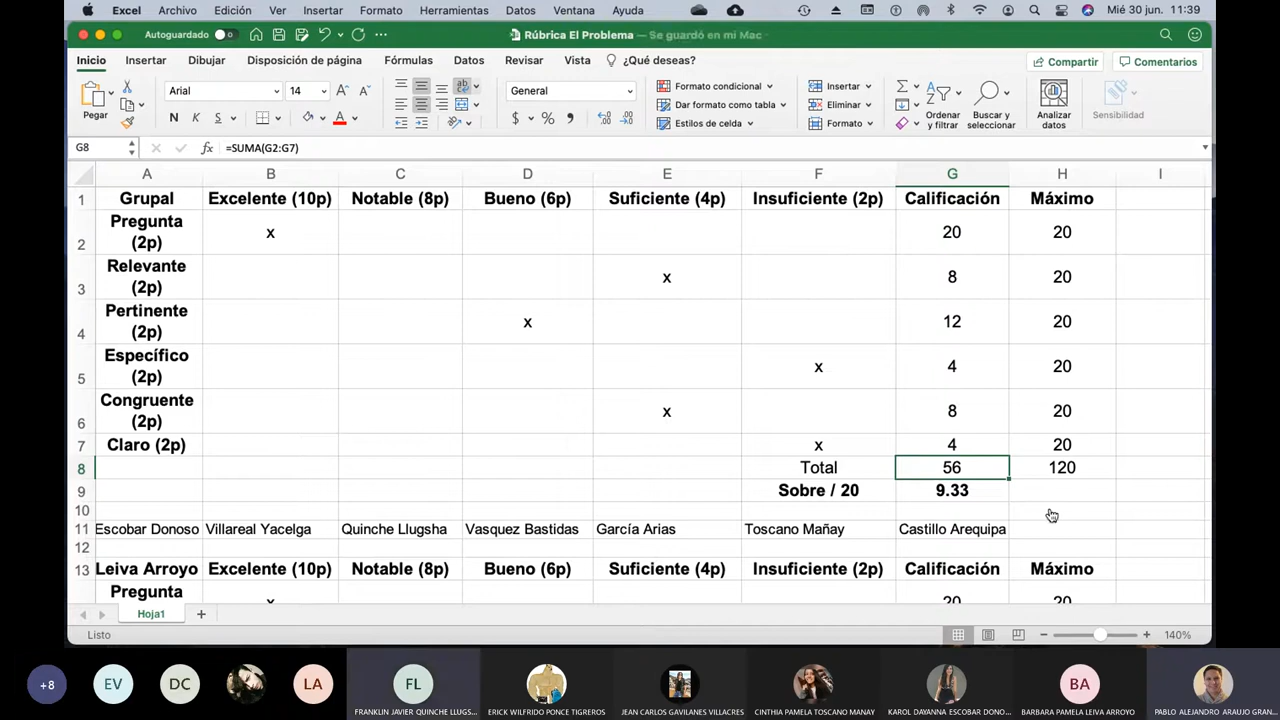 Excel Archivo Edición Ver Insertar Formato Herramientas Datos Ventana Ayuda Mié 30 jun. 11:39
Autoguardado Rúbrica El Problema — Se guardó en mi Mac
Inicio Insertar Dibujar Disposición de página Fórmulas Datos Revisar Vista ¿Qué deseas? Compartir Comentarios
Pegar Arial 14 General Formato condicional Insertar
N K S $ % Dar formato como tabla Eliminar
Estilos de celda Formato
Ordenar y filtrar
Buscar y seleccionar
Analizar datos
Sensibilidad
G8 fx =SUMA(G2:G7)
A B C D E F G H I
1 Grupal Excelente (10p) Notable (8p) Bueno (6p) Suficiente (4p) Insuficiente (2p) Calificación Máximo
2 Pregunta (2p) x 20 20
3 Relevante (2p) x 8 20
4 Pertinente (2p) x 12 20
5 Específico (2p) x 4 20
6 Congruente (2p) x 8 20
7 Claro (2p) x 4 20
8 Total 56 120
9 Sobre / 20 9.33
10
11 Escobar Donoso Villareal Yacelga Quinche Llugsha Vasquez Bastidas García Arias Toscano Mañay Castillo Arequipa
12
13 Leiva Arroyo Excelente (10p) Notable (8p) Bueno (6p) Suficiente (4p) Insuficiente (2p) Calificación Máximo
Pregunta x 20 20
Hoja1 +
Listo 140%
+8 EV DC LA FL BA
FRANKLIN JAVIER QUINCHE LLUGS... ERICK WILFRIDO PONCE TIGREROS JEAN CARLOS GAVILANES VILLACRES CINTHIA PAMELA TOSCANO MANAY KAROL DAYANNA ESCOBAR DONO... BARBARA PAMELA LEIVA ARROYO PABLO ALEJANDRO ARAUJO GRAN...